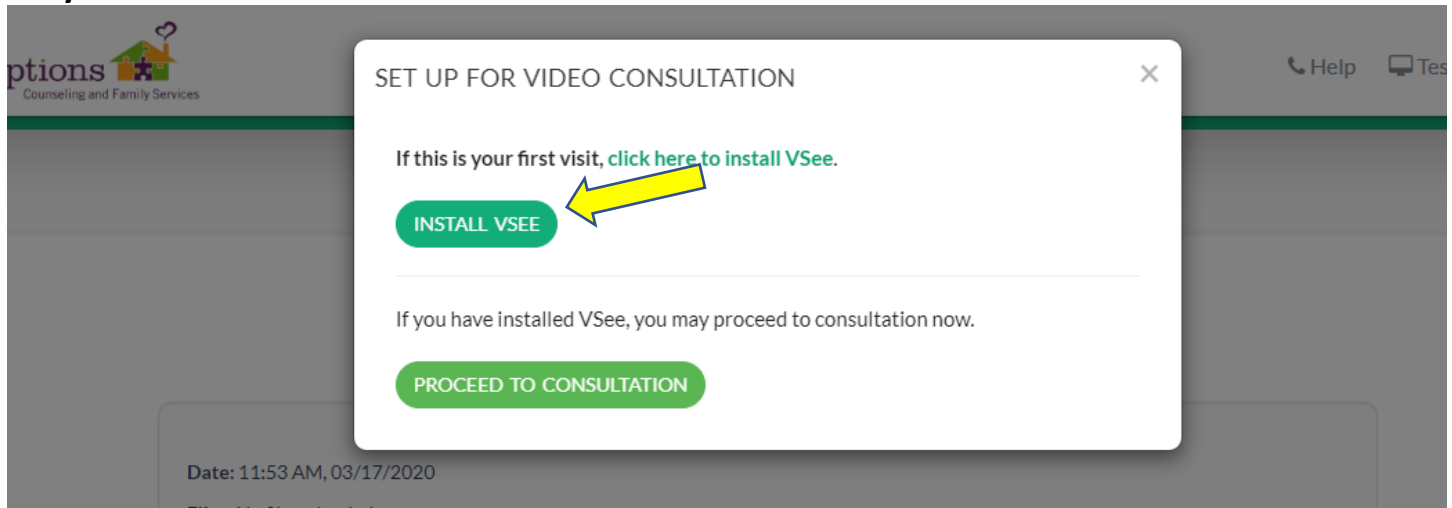 ptions
Counseling and Family Services
Help
Tes
SET UP FOR VIDEO CONSULTATION
×
If this is your first visit, click here to install VSee.
INSTALL VSEE
If you have installed VSee, you may proceed to consultation now.
PROCEED TO CONSULTATION
Date: 11:53 AM, 03/17/2020